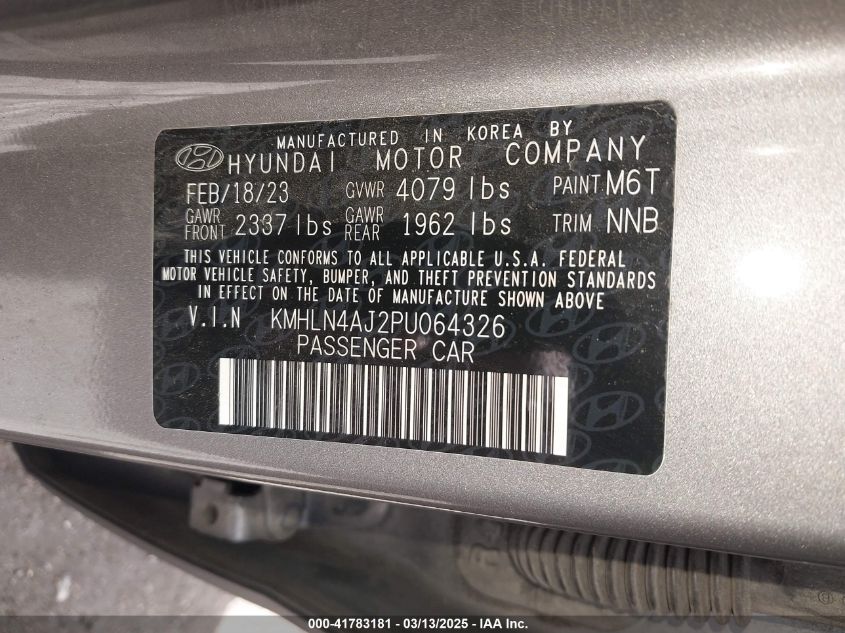 MANUFACTURED IN KOREA BY
HYUNDAI MOTOR COMPANY
FEB/18/23 GVWR 4079 lbs PAINT M6T
GAWR FRONT 2337 lbs GAWR REAR 1962 lbs TRIM NNB
THIS VEHICLE CONFORMS TO ALL APPLICABLE U.S.A. FEDERAL
MOTOR VEHICLE SAFETY, BUMPER, AND THEFT PREVENTION STANDARDS
IN EFFECT ON THE DATE OF MANUFACTURE SHOWN ABOVE
V.I.N KMHLN4AJ2PU064326
PASSENGER CAR
000-41783181 - 03/13/2025 - IAA Inc.